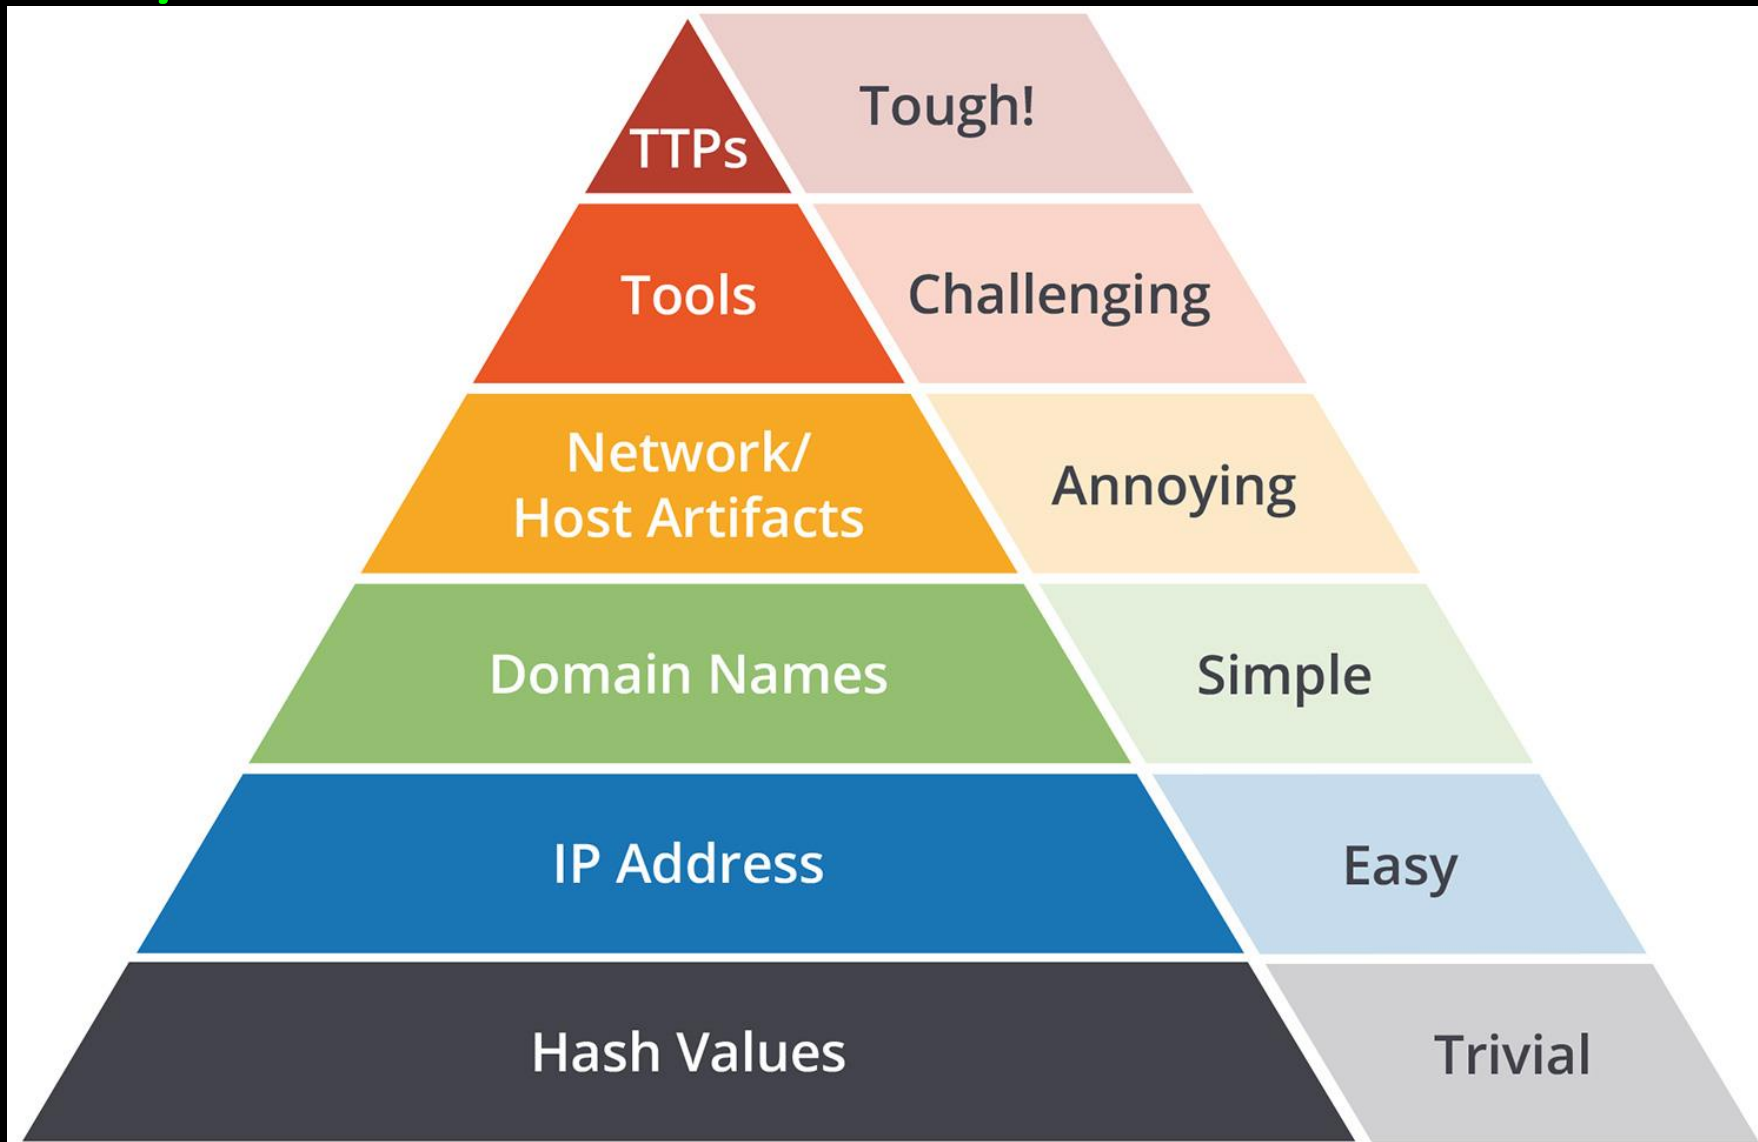 TTPs
Tough!
Tools
Challenging
Network/
Host Artifacts
Annoying
Domain Names
Simple
IP Address
Easy
Hash Values
Trivial